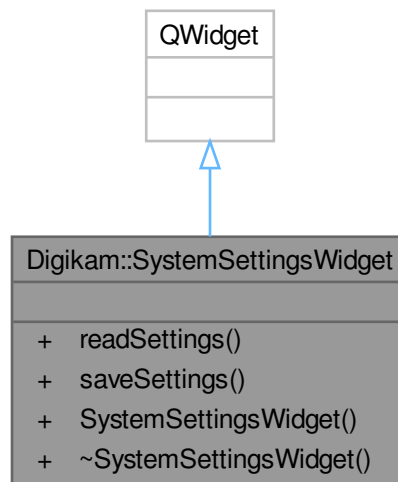 QWidget
Digikam::SystemSettingsWidget
+ readSettings()
+ saveSettings()
+ SystemSettingsWidget()
+ ~SystemSettingsWidget()